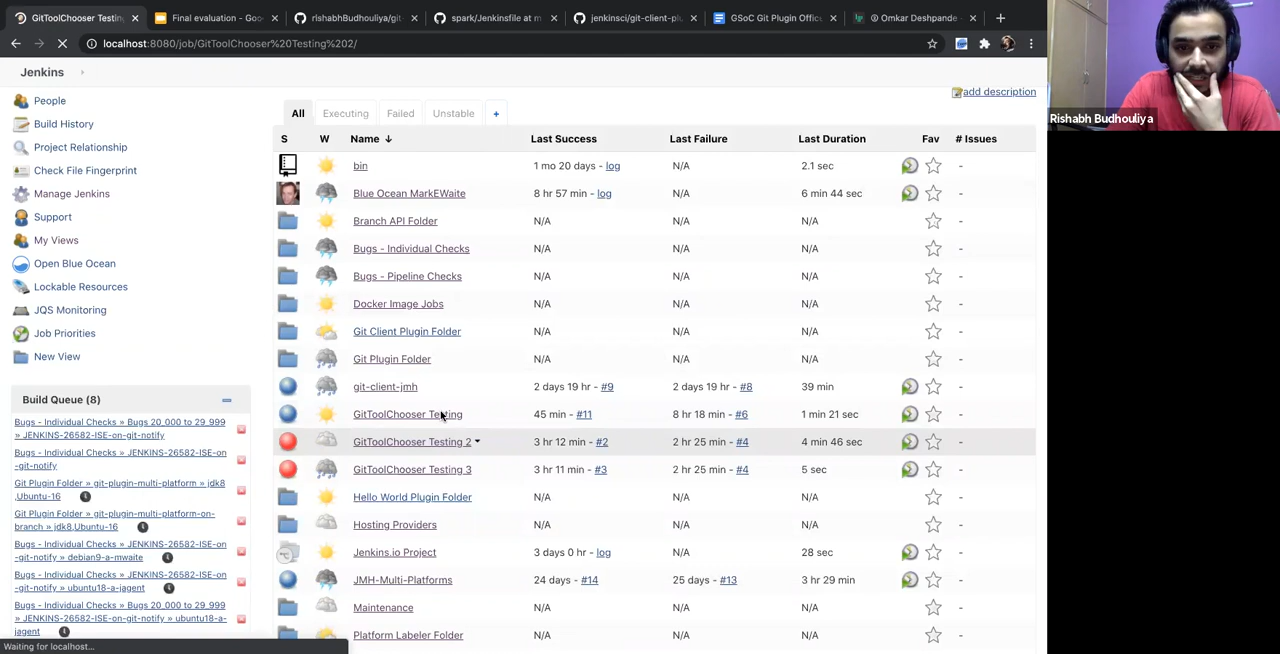 GitToolChooser Testin
Final evaluation - Goo
rishabhBudhouliya/git-
spark/Jenkinsfile at m
jenkinsci/git-client-plu
GSoC Git Plugin Offic
Omkar Deshpande -
localhost:8080/job/GitToolChooser%20Testing%202/
Jenkins
People
Build History
Project Relationship
Check File Fingerprint
Manage Jenkins
Support
My Views
Open Blue Ocean
Lockable Resources
JQS Monitoring
Job Priorities
New View
Build Queue (8)
Bugs - Individual Checks » Bugs 20_000 to 29_999
» JENKINS-26582-ISE-on-git-notify
Bugs - Individual Checks » JENKINS-26582-ISE-on
-git-notify
Git Plugin Folder » git-plugin-multi-platform » jdk8
,Ubuntu-16
Git Plugin Folder » git-plugin-multi-platform-on-
branch » jdk8,Ubuntu-16
Bugs - Individual Checks » JENKINS-26582-ISE-on
-git-notify » debian9-a-mwaite
Bugs - Individual Checks » JENKINS-26582-ISE-on
-git-notify » ubuntu18-a-jagent
Bugs - Individual Checks » Bugs 20_000 to 29_999
» JENKINS-26582-ISE-on-git-notify » ubuntu18-a-
jagent
Waiting for localhost...
add description
All Executing Failed Unstable +
S W Name ↓ Last Success Last Failure Last Duration Fav # Issues
bin 1 mo 20 days - log N/A 2.1 sec -
Blue Ocean MarkEWaite 8 hr 57 min - log N/A 6 min 44 sec -
Branch API Folder N/A N/A N/A -
Bugs - Individual Checks N/A N/A N/A -
Bugs - Pipeline Checks N/A N/A N/A -
Docker Image Jobs N/A N/A N/A -
Git Client Plugin Folder N/A N/A N/A -
Git Plugin Folder N/A N/A N/A -
git-client-jmh 2 days 19 hr - #9 2 days 19 hr - #8 39 min -
GitToolChooser Testing 45 min - #11 8 hr 18 min - #6 1 min 21 sec -
GitToolChooser Testing 2 3 hr 12 min - #2 2 hr 25 min - #4 4 min 46 sec -
GitToolChooser Testing 3 3 hr 11 min - #3 2 hr 25 min - #4 5 sec -
Hello World Plugin Folder N/A N/A N/A -
Hosting Providers N/A N/A N/A -
Jenkins.io Project 3 days 0 hr - log N/A 28 sec -
JMH-Multi-Platforms 24 days - #14 25 days - #13 3 hr 29 min -
Maintenance N/A N/A N/A -
Platform Labeler Folder N/A N/A N/A -
Rishabh Budhouliya